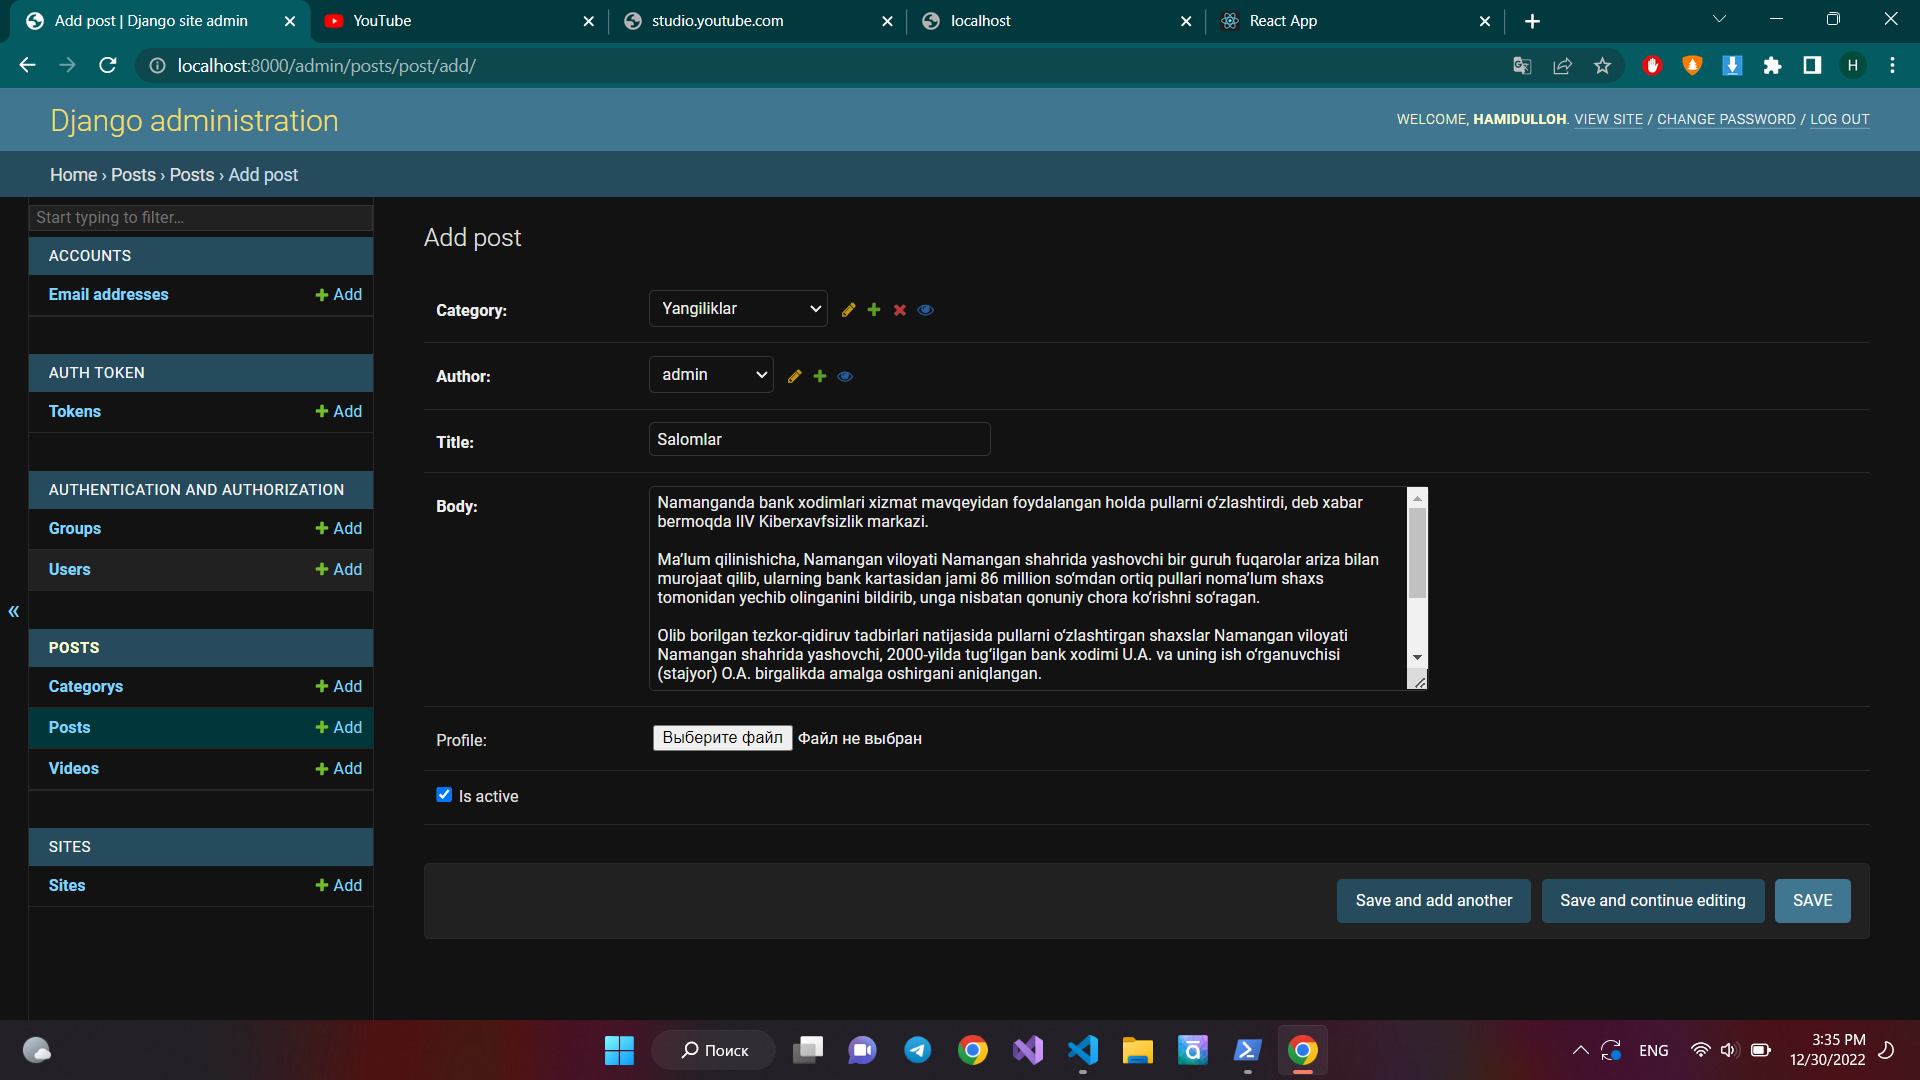 Add post | Django site admin
YouTube
studio.youtube.com
localhost
React App
localhost:8000/admin/posts/post/add/
H
Django administration
WELCOME, HAMIDULLOH. VIEW SITE / CHANGE PASSWORD / LOG OUT
Home › Posts › Posts › Add post
Start typing to filter...
ACCOUNTS
Email addresses
Add
AUTH TOKEN
Tokens
Add
AUTHENTICATION AND AUTHORIZATION
Groups
Add
Users
Add
POSTS
Categorys
Add
Posts
Add
Videos
Add
SITES
Sites
Add
«
Add post
Category:
Yangiliklar
Author:
admin
Title:
Salomlar
Body:
Namanganda bank xodimlari xizmat mavqeyidan foydalangan holda pullarni o‘zlashtirdi, deb xabar
bermoqda IIV Kiberxavfsizlik markazi.
Ma’lum qilinishicha, Namangan viloyati Namangan shahrida yashovchi bir guruh fuqarolar ariza bilan
murojaat qilib, ularning bank kartasidan jami 86 million so‘mdan ortiq pullari noma’lum shaxs
tomonidan yechib olinganini bildirib, unga nisbatan qonuniy chora ko‘rishni so‘ragan.
Olib borilgan tezkor-qidiruv tadbirlari natijasida pullarni o‘zlashtirgan shaxslar Namangan viloyati
Namangan shahrida yashovchi, 2000-yilda tug‘ilgan bank xodimi U.A. va uning ish o‘rganuvchisi
(stajyor) O.A. birgalikda amalga oshirgani aniqlangan.
Profile:
Выберите файл Файл не выбран
Is active
Save and add another
Save and continue editing
SAVE
Поиск
ENG
3:35 PM
12/30/2022